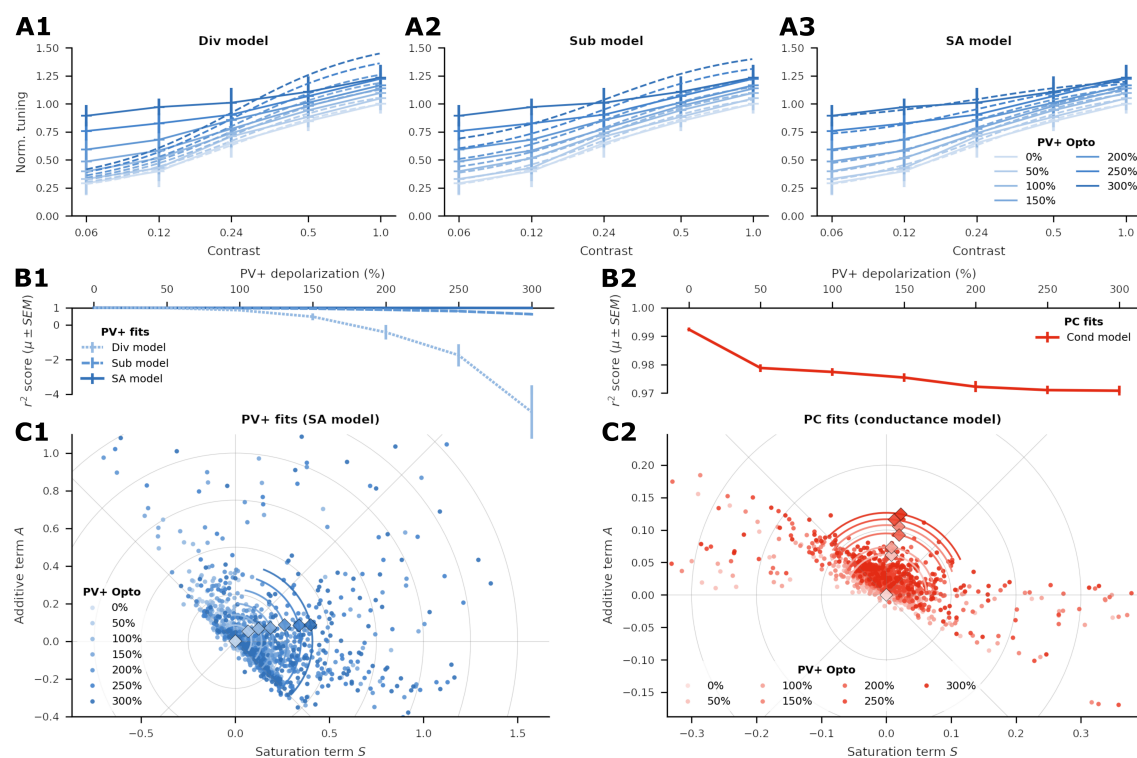 A1
Div model
1.50
1.25
1.00
0.75
0.50
0.25
0.00
Norm. tuning
0.06 0.12 0.24 0.5 1.0
Contrast
A2
Sub model
1.50
1.25
1.00
0.75
0.50
0.25
0.00
0.06 0.12 0.24 0.5 1.0
Contrast
A3
SA model
1.50
1.25
1.00
0.75
0.50
0.25
0.00
PV+ Opto
0% 200%
50% 250%
100% 300%
150%
0.06 0.12 0.24 0.5 1.0
Contrast
B1
PV+ depolarization (%)
0 50 100 150 200 250 300
1
0
−2
−4
r² score (μ ± SEM)
PV+ fits
Div model
Sub model
SA model
B2
PV+ depolarization (%)
0 50 100 150 200 250 300
1.00
0.99
0.98
0.97
r² score (μ ± SEM)
PC fits
Cond model
C1
PV+ fits (SA model)
1.0
0.8
0.6
0.4
0.2
0.0
−0.2
−0.4
Additive term A
PV+ Opto
0%
50%
100%
150%
200%
250%
300%
−0.5 0.0 0.5 1.0 1.5
Saturation term S
C2
PC fits (conductance model)
0.20
0.15
0.10
0.05
0.00
−0.05
−0.10
−0.15
Additive term A
PV+ Opto
0% 100% 200% 300%
50% 150% 250%
−0.3 −0.2 −0.1 0.0 0.1 0.2 0.3
Saturation term S